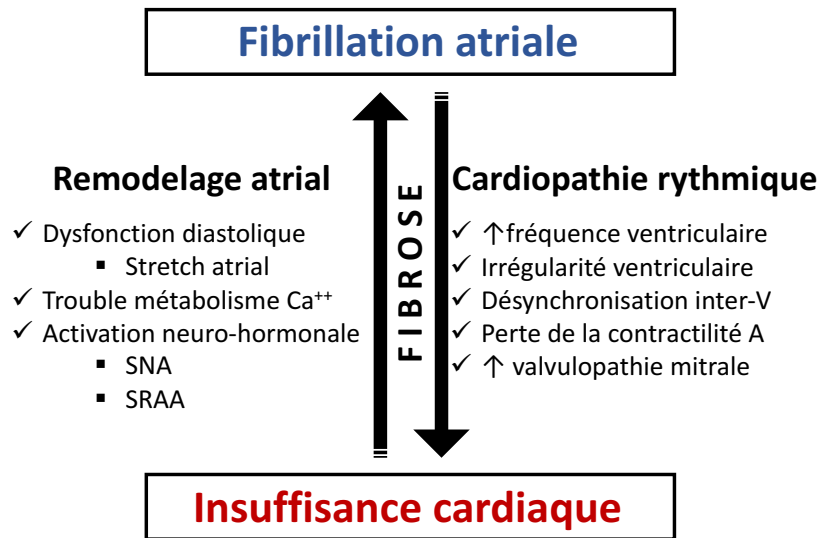 Fibrillation atriale
Remodelage atrial
✓ Dysfonction diastolique
▪ Stretch atrial
✓ Trouble métabolisme Ca⁺⁺
✓ Activation neuro-hormonale
▪ SNA
▪ SRAA
FIBROSE
Cardiopathie rythmique
✓ ↑fréquence ventriculaire
✓ Irrégularité ventriculaire
✓ Désynchronisation inter-V
✓ Perte de la contractilité A
✓ ↑ valvulopathie mitrale
Insuffisance cardiaque